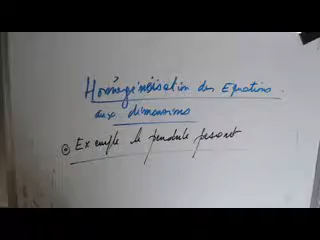 Homogénéisation des Equations
aux dimensions
Exemple le pendule pesant